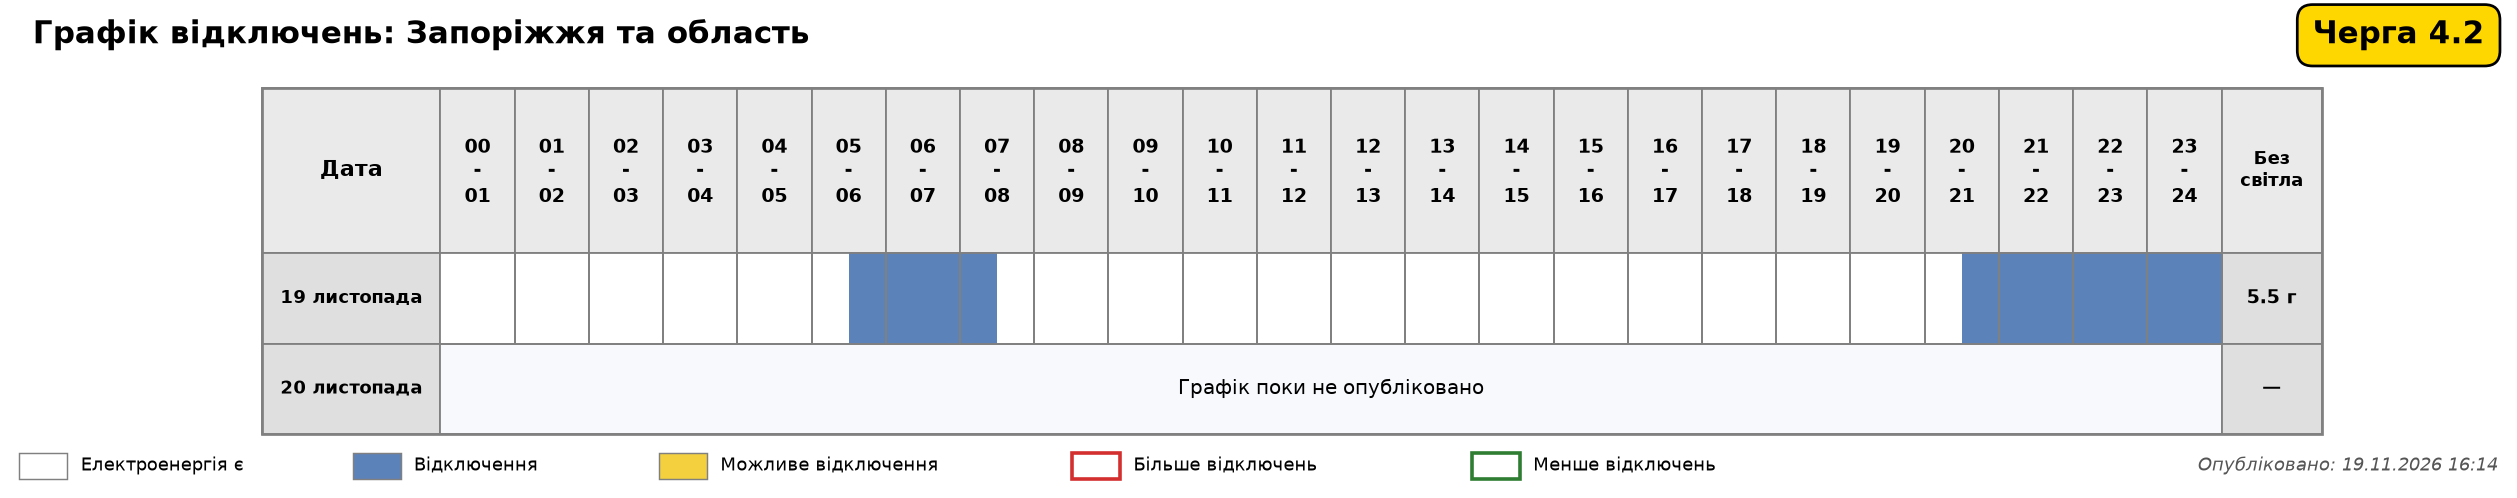 Графік відключень: Запоріжжя та область
Черга 4.2
Дата
00 - 01
01 - 02
02 - 03
03 - 04
04 - 05
05 - 06
06 - 07
07 - 08
08 - 09
09 - 10
10 - 11
11 - 12
12 - 13
13 - 14
14 - 15
15 - 16
16 - 17
17 - 18
18 - 19
19 - 20
20 - 21
21 - 22
22 - 23
23 - 24
Без
світла
19 листопада
5.5 г
20 листопада
Графік поки не опубліковано
—
Електроенергія є
Відключення
Можливе відключення
Більше відключень
Менше відключень
Опубліковано: 19.11.2026 16:14